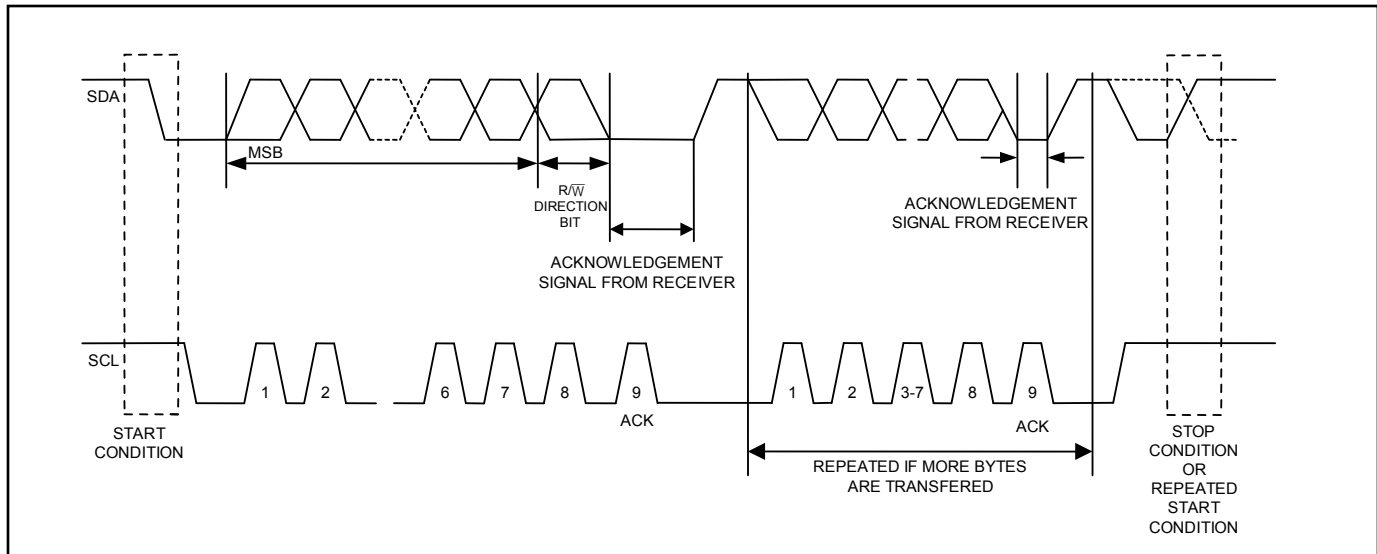 SDA
MSB
R/W̅
DIRECTION
BIT
ACKNOWLEDGEMENT
SIGNAL FROM RECEIVER
ACKNOWLEDGEMENT
SIGNAL FROM RECEIVER
SCL
1
2
6
7
8
9
ACK
1
2
3-7
8
9
ACK
START
CONDITION
REPEATED IF MORE BYTES
ARE TRANSFERED
STOP
CONDITION
OR
REPEATED
START
CONDITION